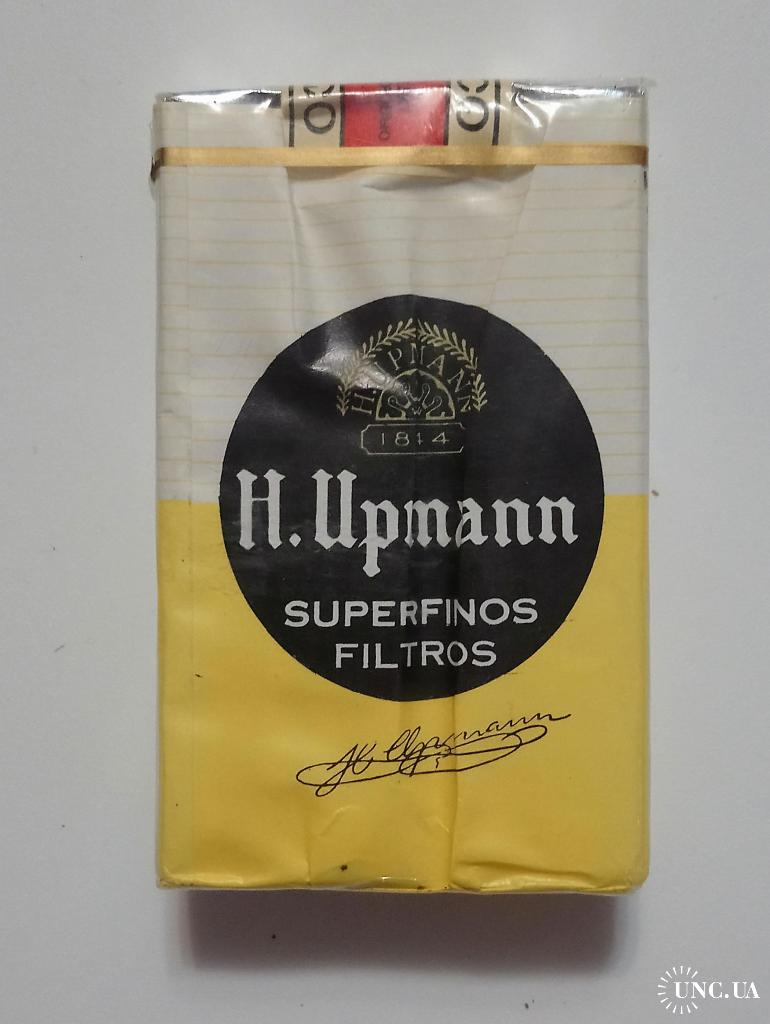 H. UPMANN
1844
H. Upmann
SUPERFINOS
FILTROS
H Upmann
UNC.UA